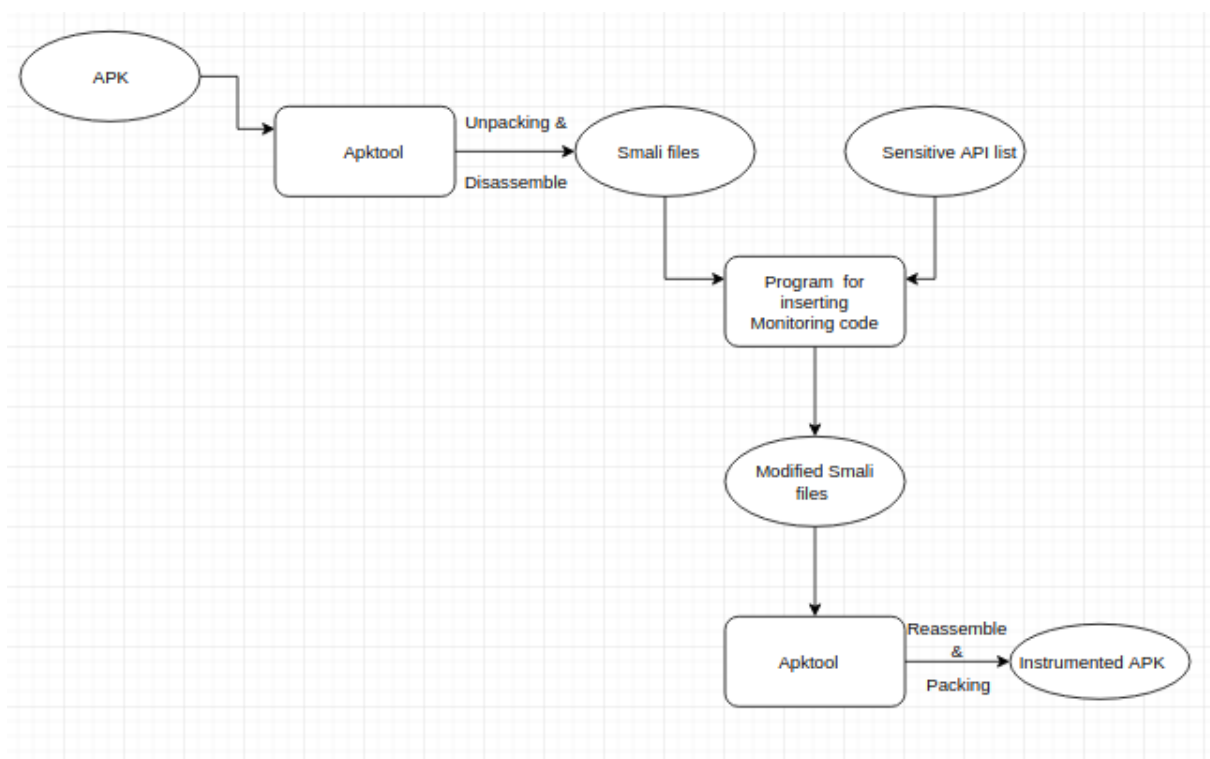 APK
Apktool
Unpacking &
Disassemble
Smali files
Sensitive API list
Program for
inserting
Monitoring code
Modified Smali
files
Apktool
Reassemble
&
Packing
Instrumented APK